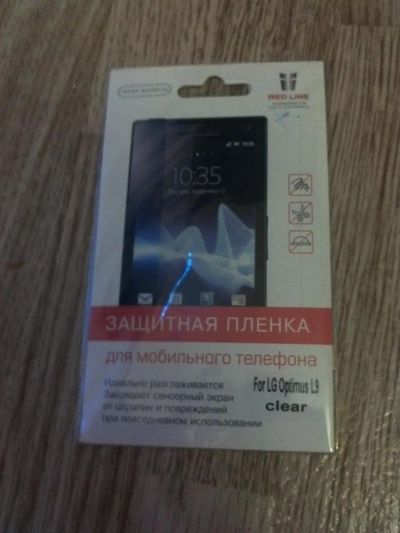 RED LINE
10:35
ЗАЩИТНАЯ ПЛЕНКА
для мобильного телефона
Идеально разглаживается
Защищает сенсорный экран
от царапин и повреждений
при повседневном использовании
For LG Optimus L9
clear